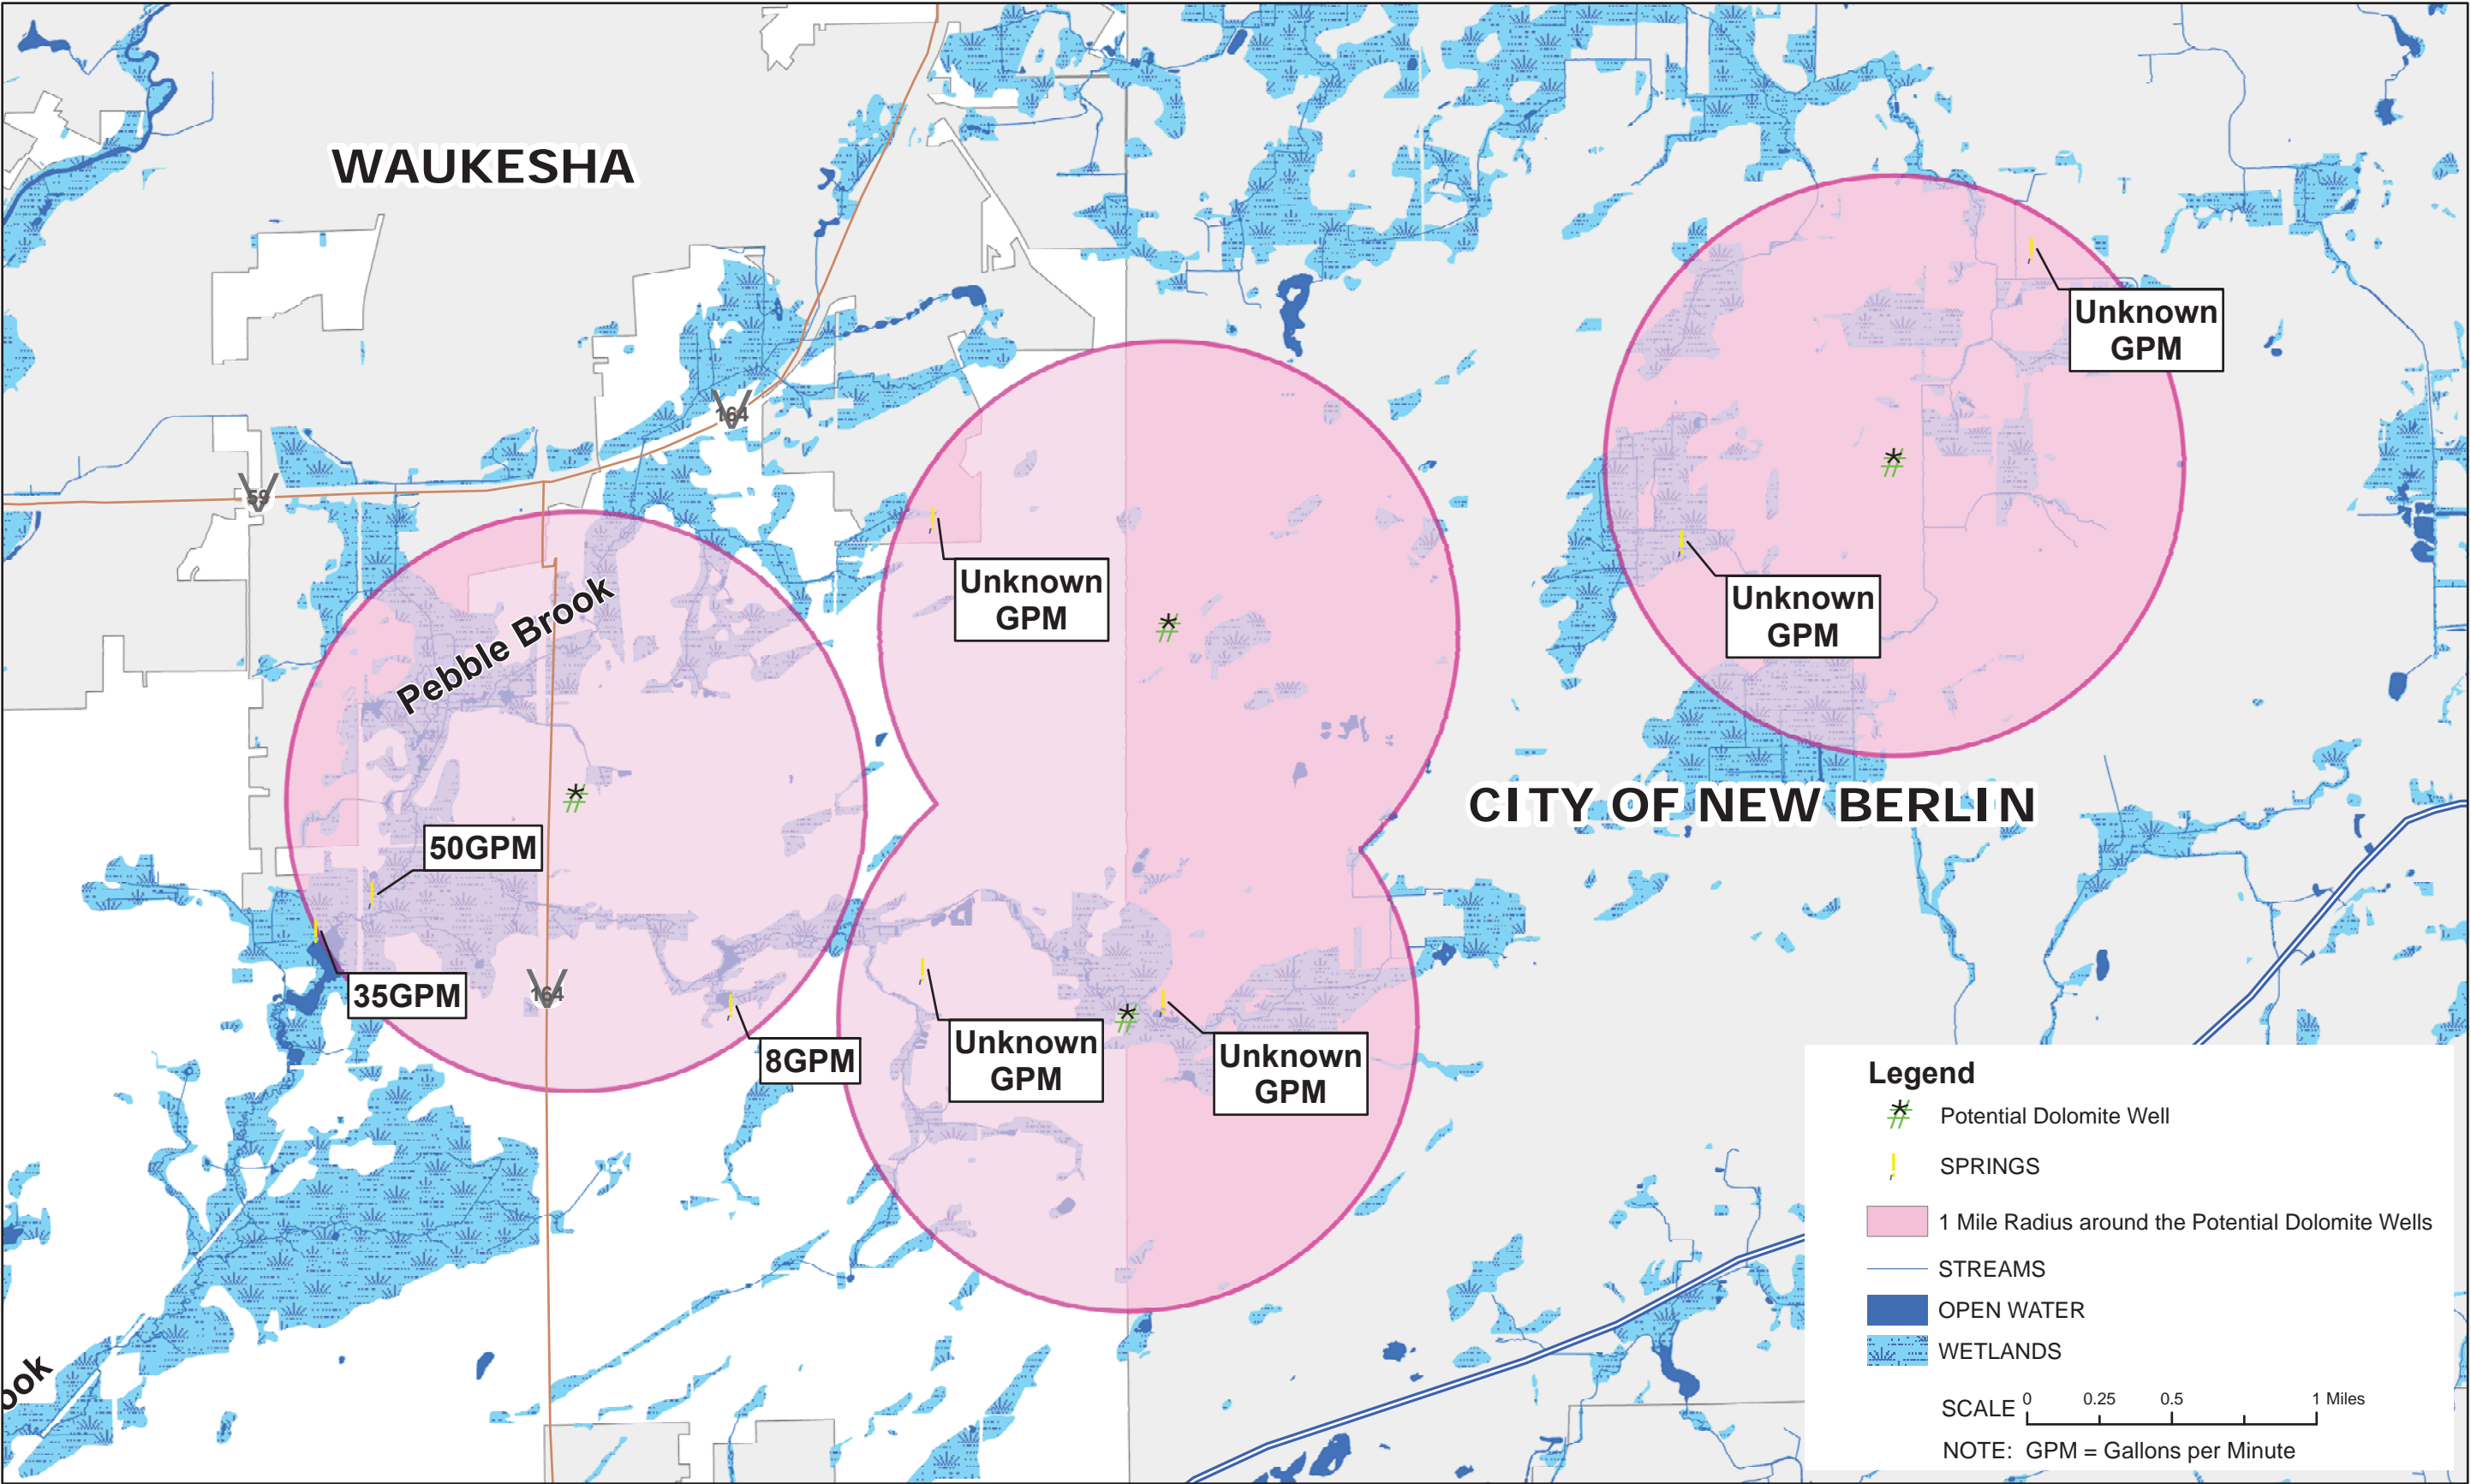 WAUKESHA
Unknown
GPM
164
59
Unknown
GPM
Unknown
GPM
Pebble Brook
CITY OF NEW BERLIN
50GPM
35GPM
164
8GPM
Unknown
GPM
Unknown
GPM
ook
Legend
Potential Dolomite Well
SPRINGS
1 Mile Radius around the Potential Dolomite Wells
STREAMS
OPEN WATER
WETLANDS
SCALE 0 0.25 0.5 1 Miles
NOTE: GPM = Gallons per Minute